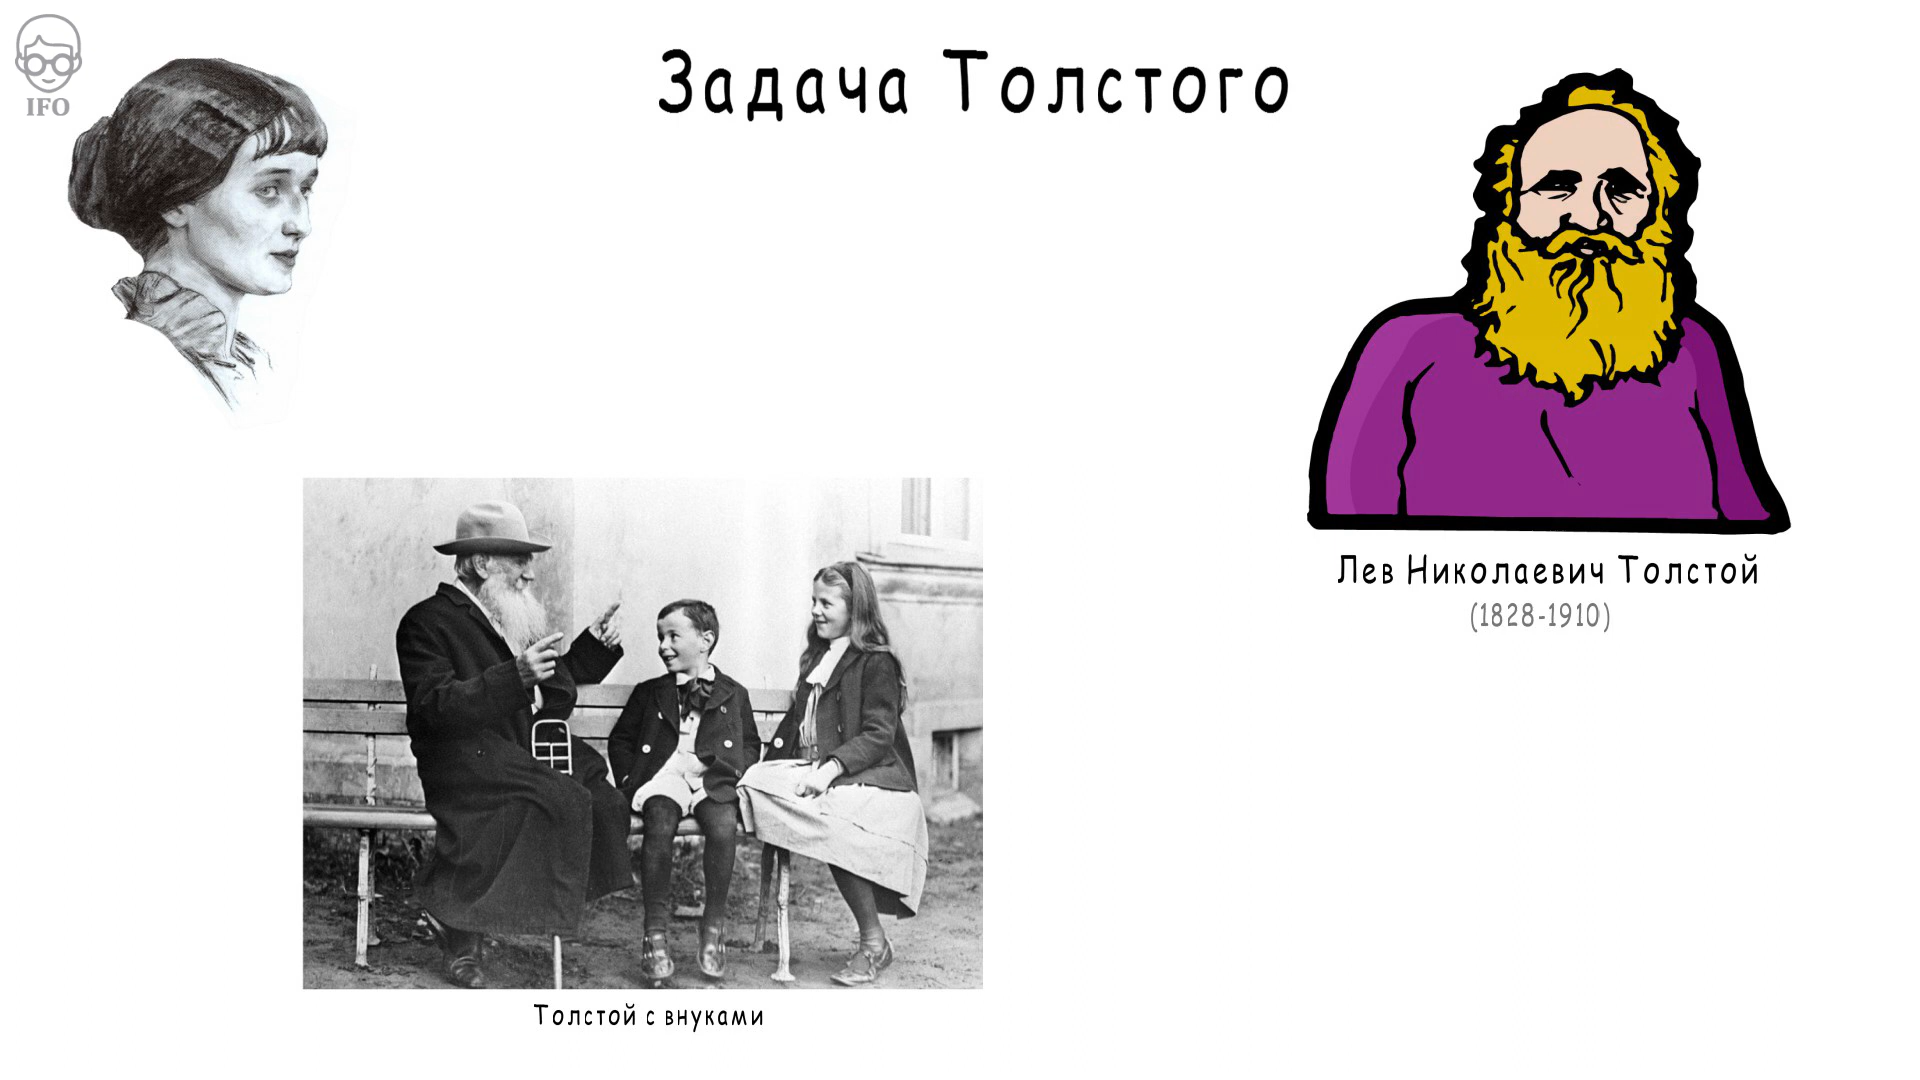 IFO
Задача Толстого
Лев Николаевич Толстой
(1828-1910)
Толстой с внуками